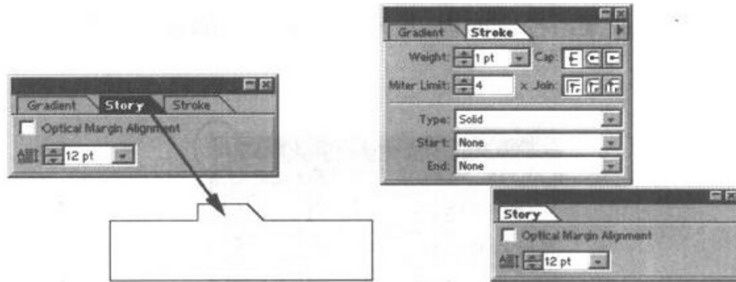 Gradient Story Stroke
Optical Margin Alignment
12 pt
Gradient Stroke
Weight: 1 pt Cap:
Miter Limit: 4 x Join:
Type: Solid
Start: None
End: None
Story
Optical Margin Alignment
12 pt